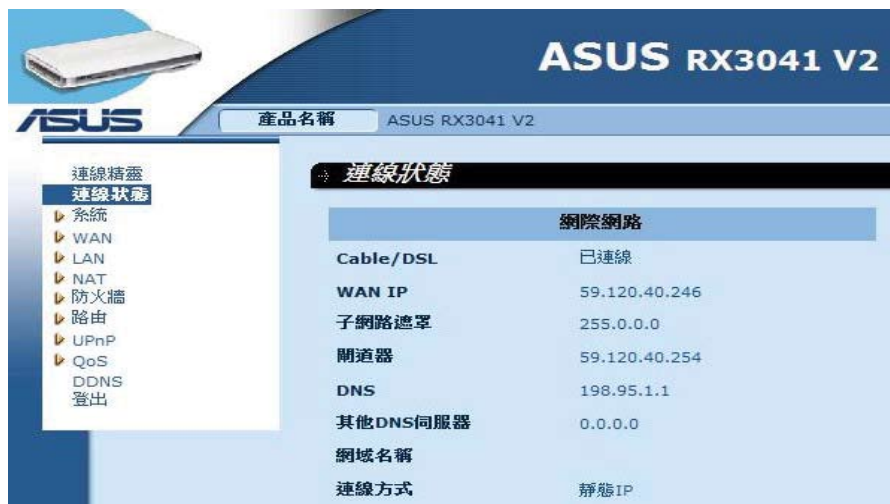 ASUS RX3041 V2
ASUS
產品名稱 ASUS RX3041 V2
連線精靈
連線狀態
系統
WAN
LAN
NAT
防火牆
路由
UPnP
QoS
DDNS
登出
連線狀態
網際網路
Cable/DSL 已連線
WAN IP 59.120.40.246
子網路遮罩 255.0.0.0
閘道器 59.120.40.254
DNS 198.95.1.1
其他DNS伺服器 0.0.0.0
網域名稱
連線方式 靜態IP